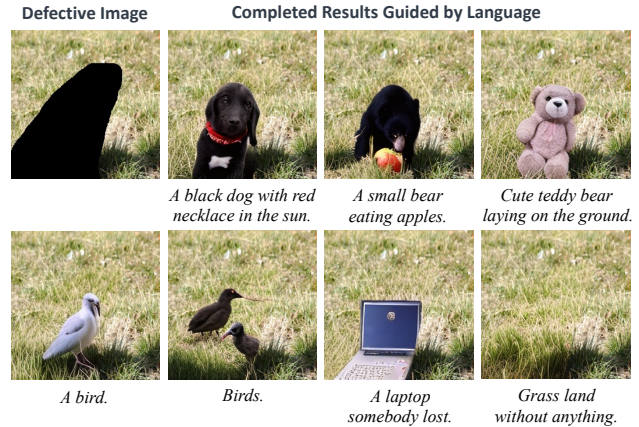 Defective Image
Completed Results Guided by Language
A black dog with red
necklace in the sun.
A small bear
eating apples.
Cute teddy bear
laying on the ground.
A bird.
Birds.
A laptop
somebody lost.
Grass land
without anything.